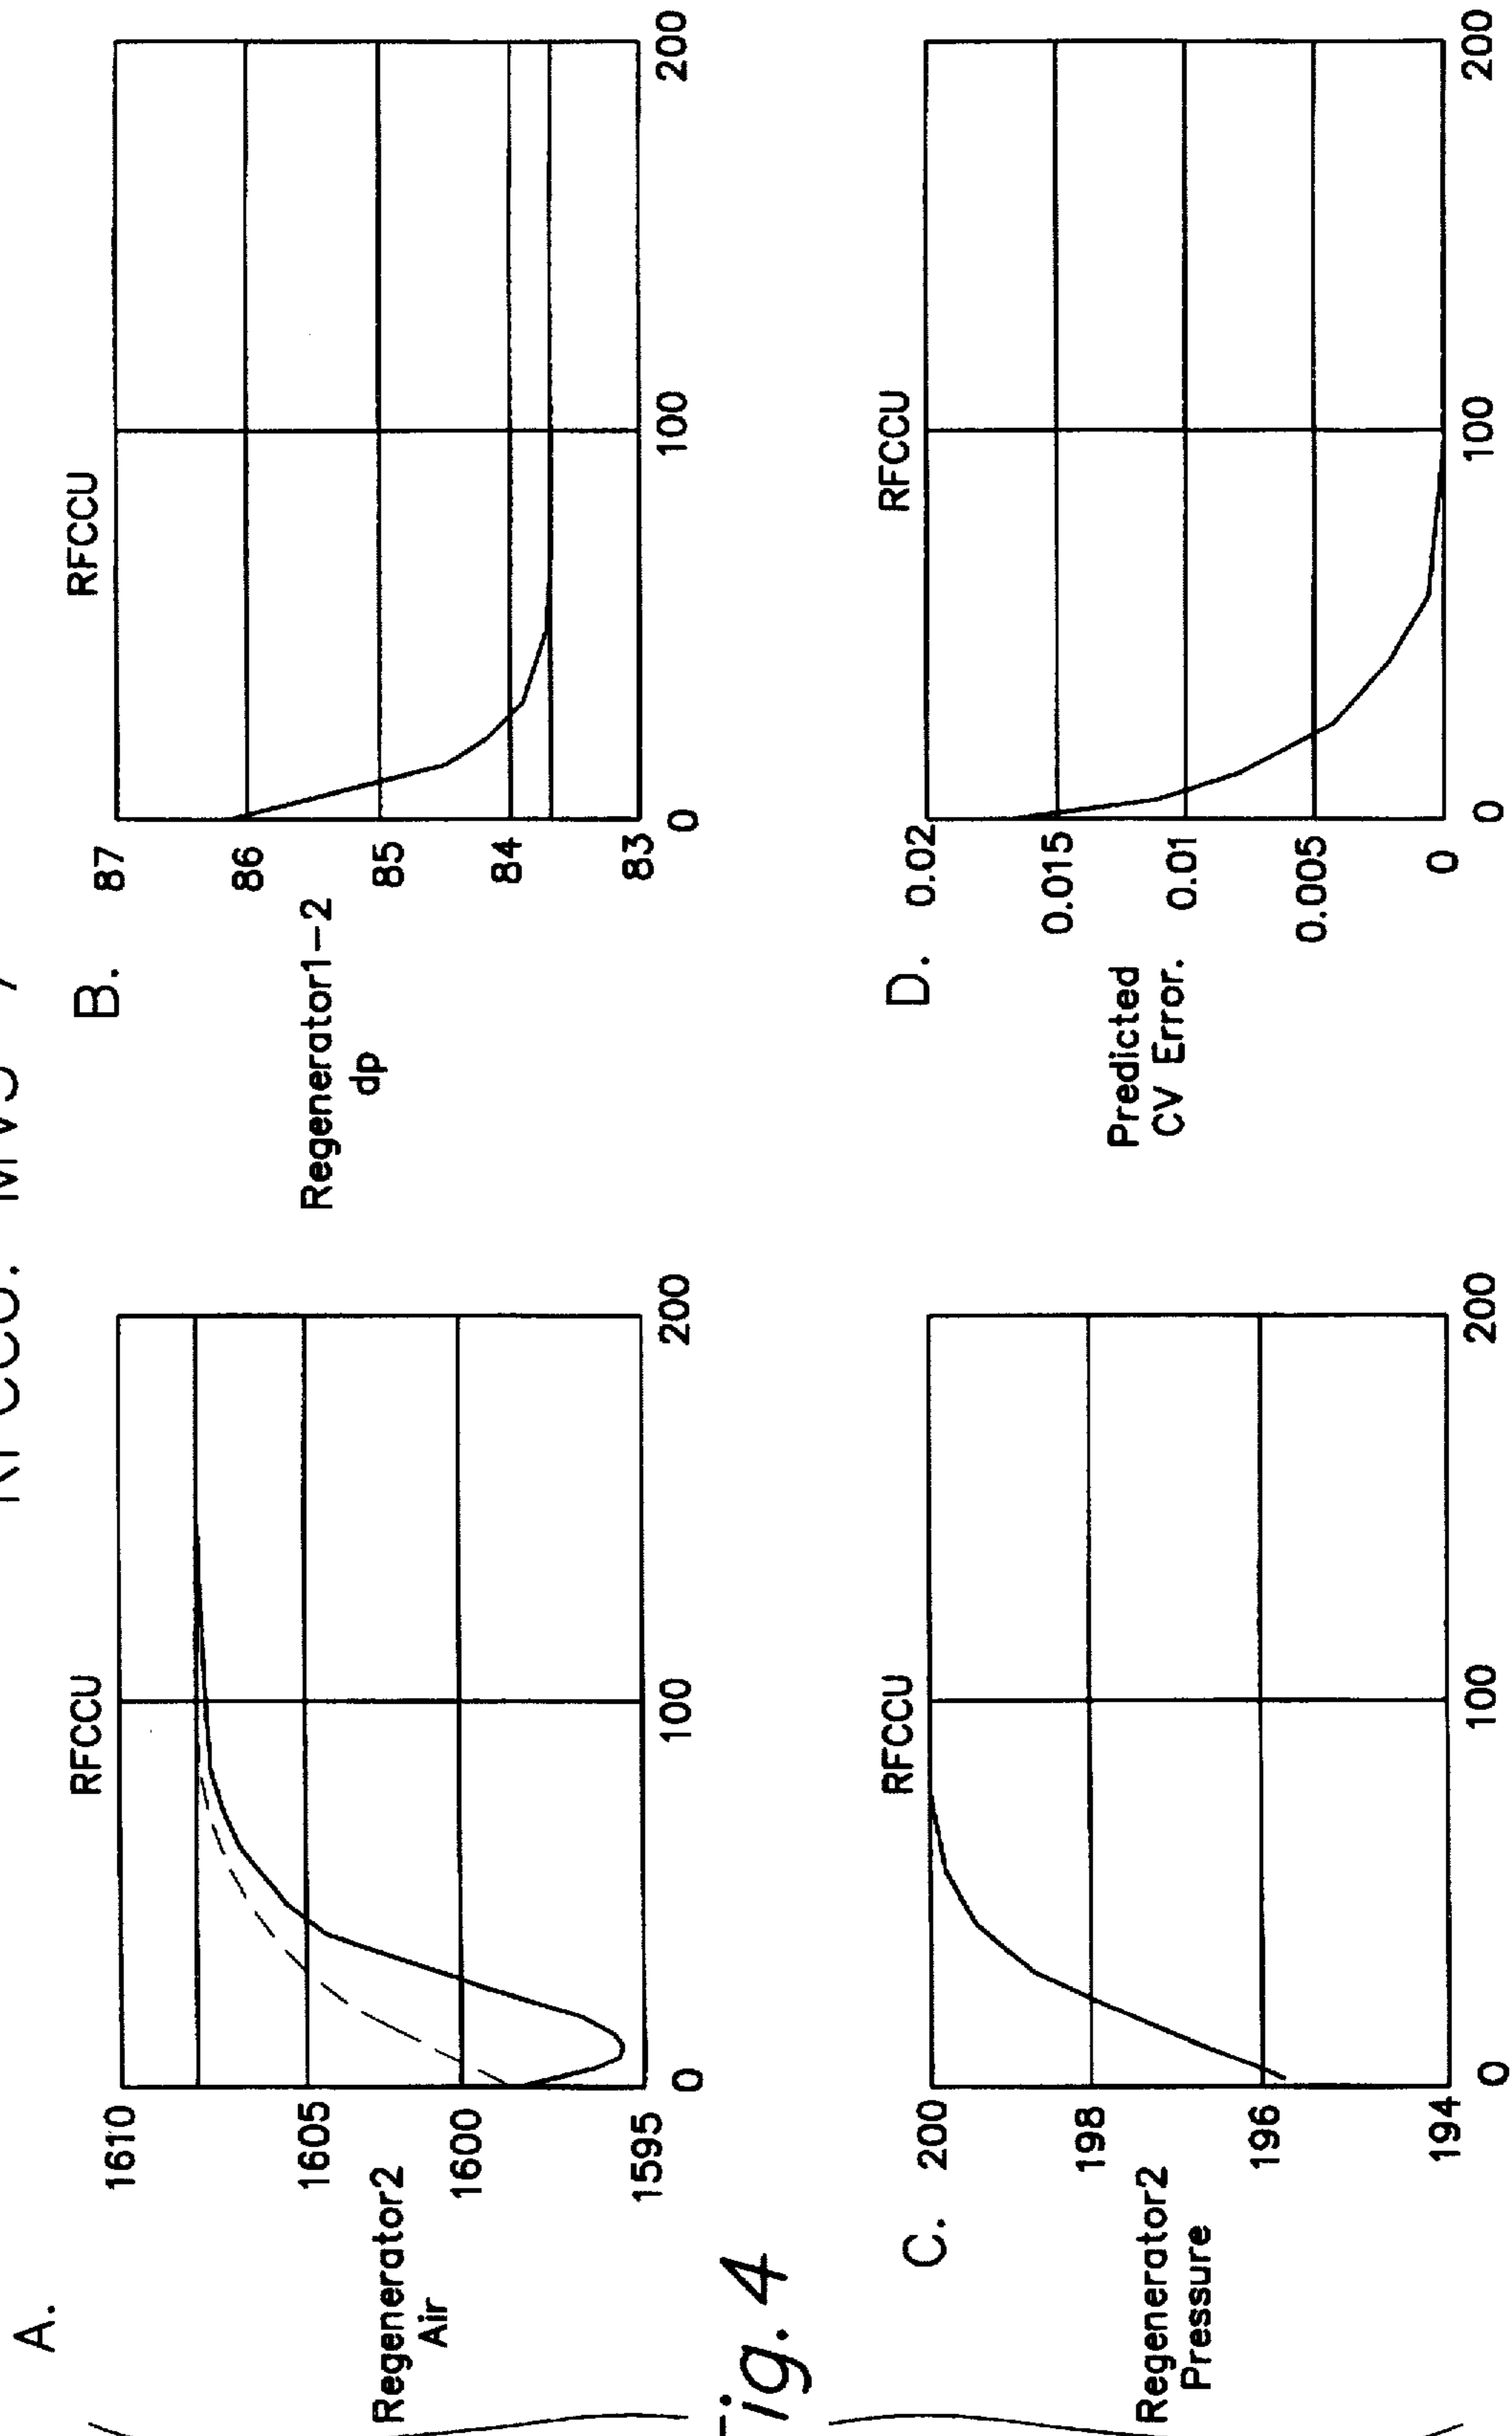 A.
RFCCU
1610
1605
1600
1595
Regenerator2
Air
0
100
200
B.
RFCCU
87
86
85
84
83
Regenerator1-2
dp
0
100
200
Fig. 4
C.
RFCCU
200
198
196
194
Regenerator2
Pressure
0
100
200
D.
RFCCU
0.02
0.015
0.01
0.005
0
Predicted
CV Error.
0
100
200